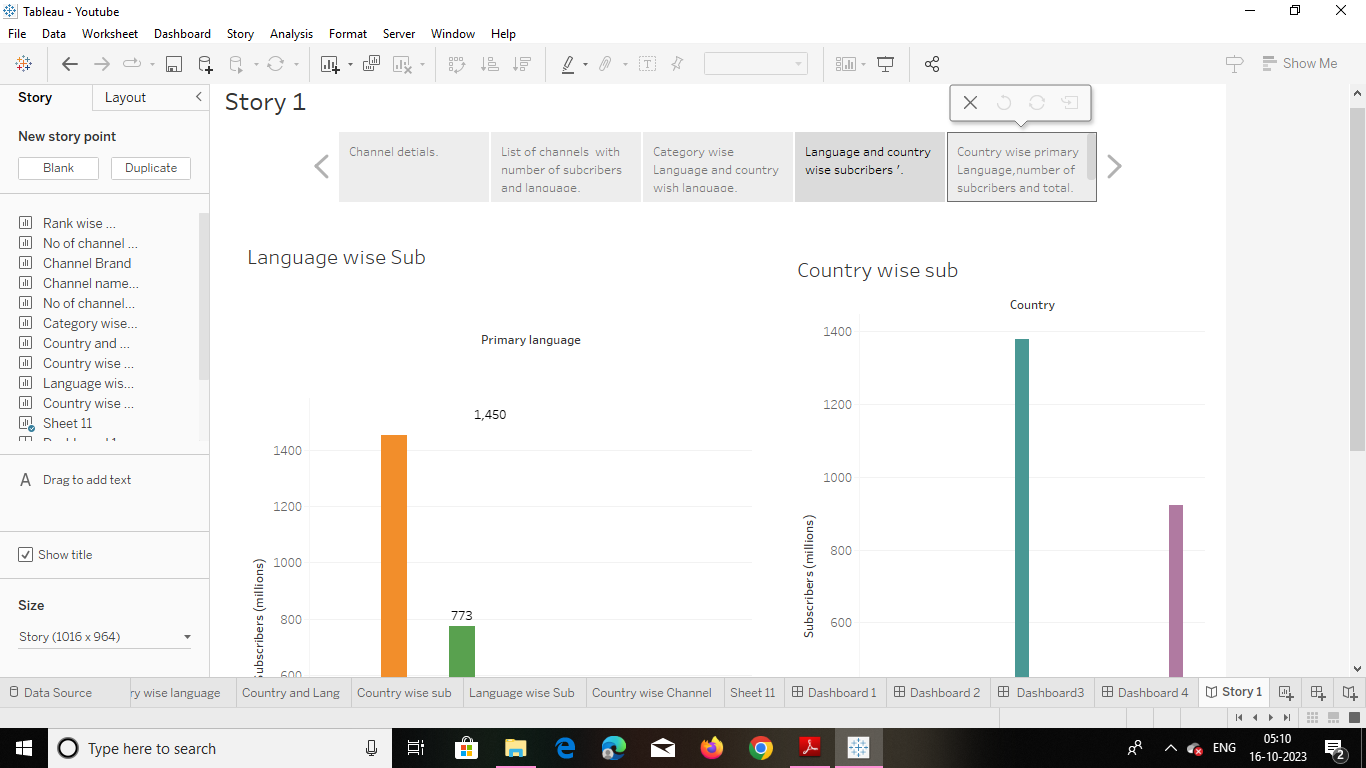 Tableau - Youtube
File Data Worksheet Dashboard Story Analysis Format Server Window Help
Show Me
Story Layout
New story point
Blank Duplicate
Rank wise ...
No of channel ...
Channel Brand
Channel name...
No of channel...
Category wise...
Country and ...
Country wise ...
Language wis...
Country wise ...
Sheet 11
A Drag to add text
Show title
Size
Story (1016 x 964)
Story 1
Channel detials.
List of channels with
number of subcribers
and language.
Category wise
Language and country
wish language.
Language and country
wise subcribers ’.
Country wise primary
Language,number of
subcribers and total.
Language wise Sub
Primary language
1,450
1400
1200
1000
800
773
600
Subscribers (millions)
Country wise sub
Country
1400
1200
1000
800
600
Subscribers (millions)
Data Source ry wise language Country and Lang Country wise sub Language wise Sub Country wise Channel Sheet 11 Dashboard 1 Dashboard 2 Dashboard3 Dashboard 4 Story 1
Type here to search
ENG
05:10
16-10-2023
2